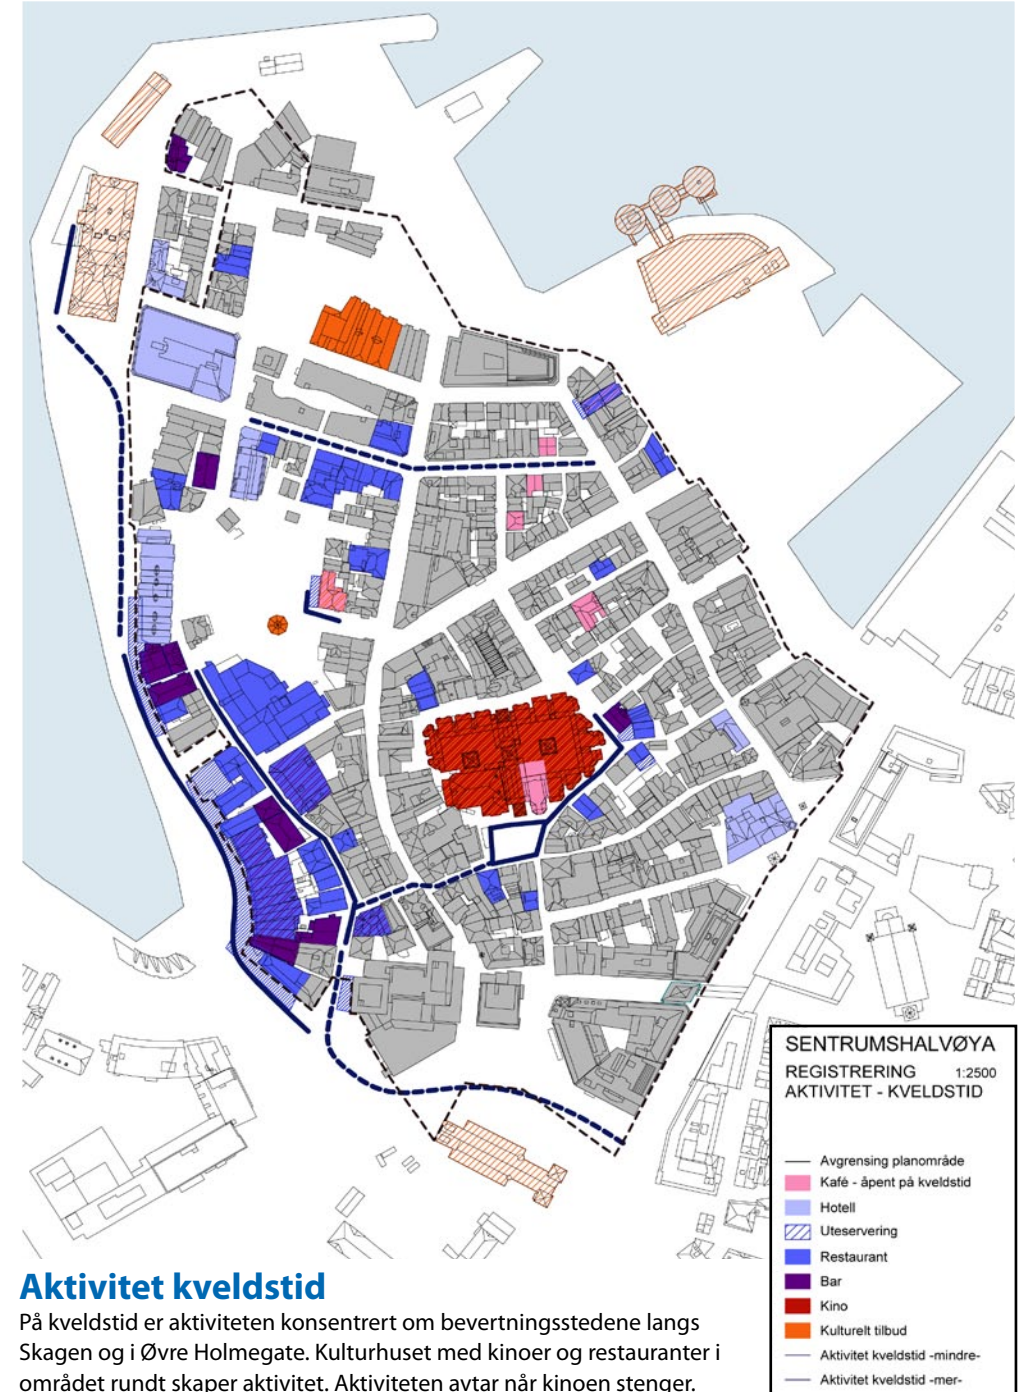 SENTRUMSHALVØYA
REGISTRERING 1:2500
AKTIVITET - KVELDSTID
Avgrensing planområde
Kafé - åpent på kveldstid
Hotell
Uteservering
Restaurant
Bar
Kino
Kulturelt tilbud
Aktivitet kveldstid -mindre-
Aktivitet kveldstid -mer-
Aktivitet kveldstid
På kveldstid er aktiviteten konsentrert om bevertningsstedene langs
Skagen og i Øvre Holmegate. Kulturhuset med kinoer og restauranter i
området rundt skaper aktivitet. Aktiviteten avtar når kinoen stenger.